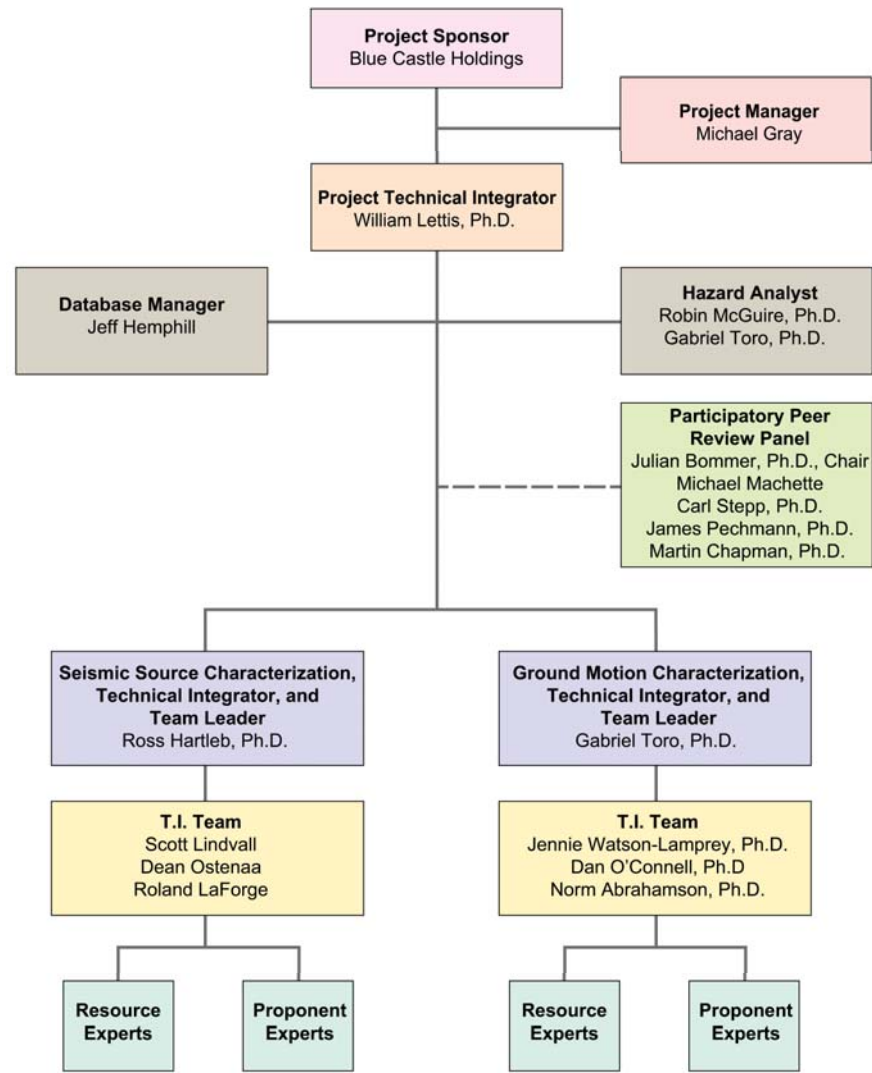 Project Sponsor
Blue Castle Holdings
Project Manager
Michael Gray
Project Technical Integrator
William Lettis, Ph.D.
Database Manager
Jeff Hemphill
Hazard Analyst
Robin McGuire, Ph.D.
Gabriel Toro, Ph.D.
Participatory Peer
Review Panel
Julian Bommer, Ph.D., Chair
Michael Machette
Carl Stepp, Ph.D.
James Pechmann, Ph.D.
Martin Chapman, Ph.D.
Seismic Source Characterization,
Technical Integrator, and
Team Leader
Ross Hartleb, Ph.D.
Ground Motion Characterization,
Technical Integrator, and
Team Leader
Gabriel Toro, Ph.D.
T.I. Team
Scott Lindvall
Dean Ostenaa
Roland LaForge
T.I. Team
Jennie Watson-Lamprey, Ph.D.
Dan O'Connell, Ph.D
Norm Abrahamson, Ph.D.
Resource
Experts
Proponent
Experts
Resource
Experts
Proponent
Experts